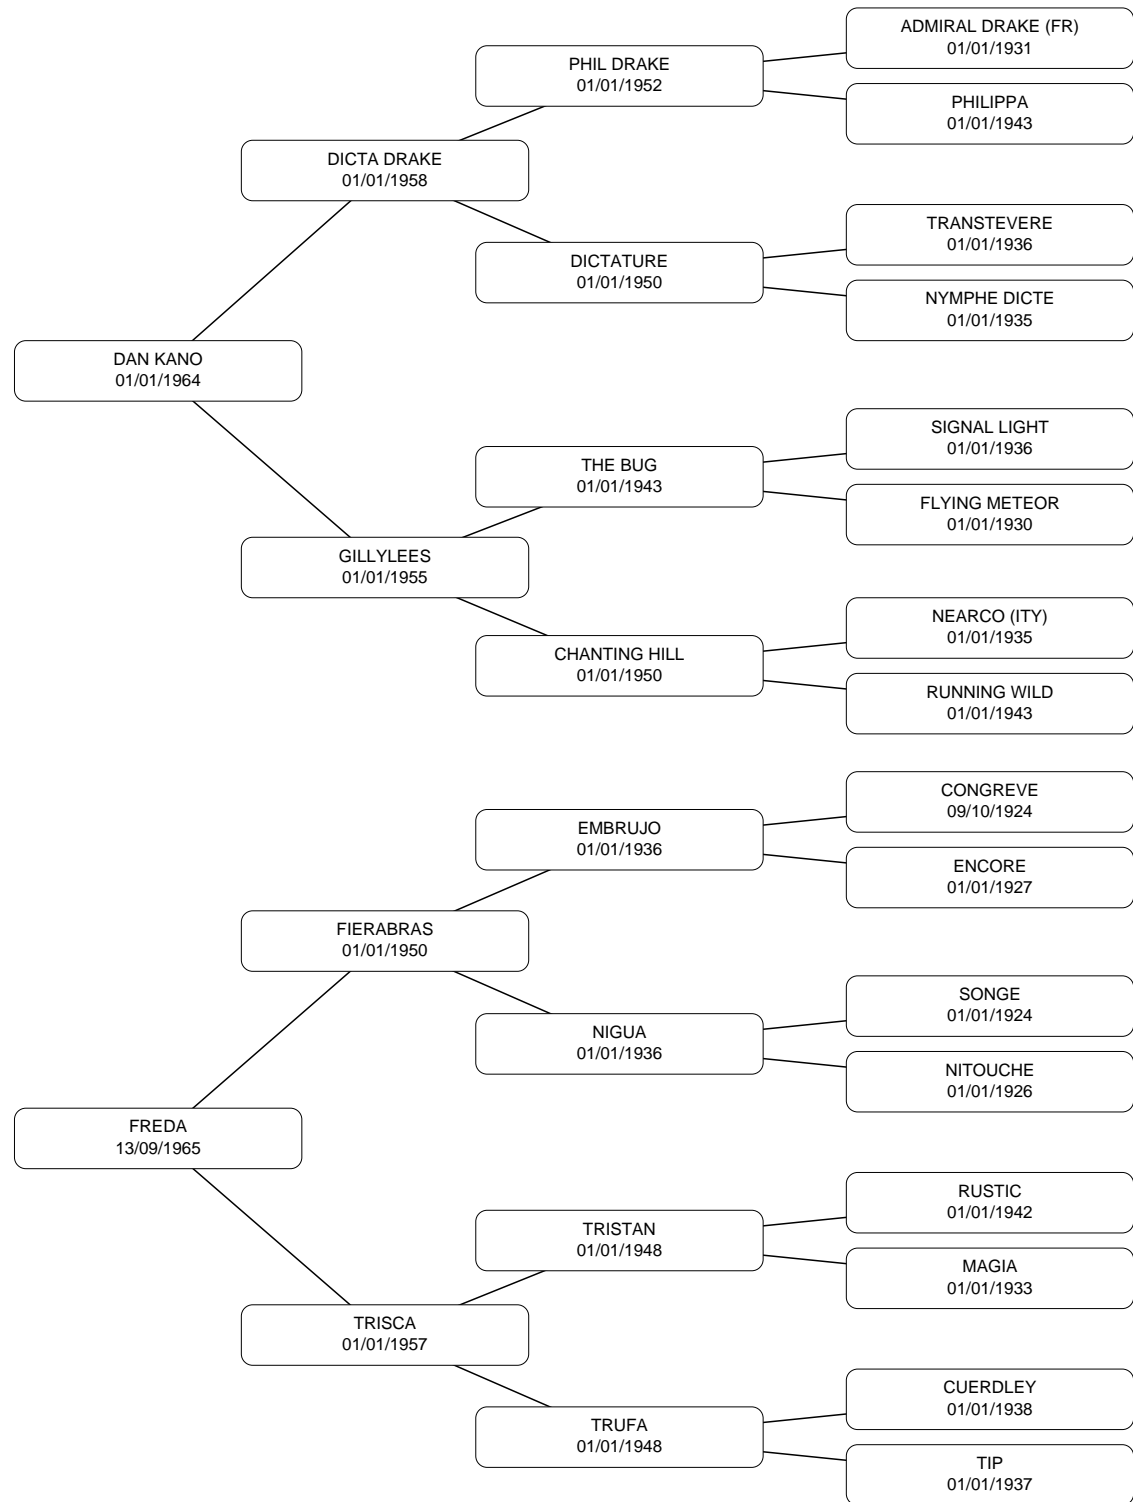 ADMIRAL DRAKE (FR)
01/01/1931
PHIL DRAKE
01/01/1952
PHILIPPA
01/01/1943
DICTA DRAKE
01/01/1958
TRANSTEVERE
01/01/1936
DICTATURE
01/01/1950
NYMPHE DICTE
01/01/1935
DAN KANO
01/01/1964
SIGNAL LIGHT
01/01/1936
THE BUG
01/01/1943
FLYING METEOR
01/01/1930
GILLYLEES
01/01/1955
NEARCO (ITY)
01/01/1935
CHANTING HILL
01/01/1950
RUNNING WILD
01/01/1943
CONGREVE
09/10/1924
EMBRUJO
01/01/1936
ENCORE
01/01/1927
FIERABRAS
01/01/1950
SONGE
01/01/1924
NIGUA
01/01/1936
NITOUCHE
01/01/1926
FREDA
13/09/1965
RUSTIC
01/01/1942
TRISTAN
01/01/1948
MAGIA
01/01/1933
TRISCA
01/01/1957
CUERDLEY
01/01/1938
TRUFA
01/01/1948
TIP
01/01/1937